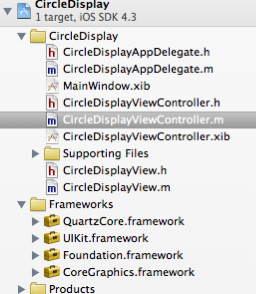 CircleDisplay
1 target, iOS SDK 4.3
CircleDisplay
CircleDisplayAppDelegate.h
CircleDisplayAppDelegate.m
MainWindow.xib
CircleDisplayViewController.h
CircleDisplayViewController.m
CircleDisplayViewController.xib
Supporting Files
CircleDisplayView.h
CircleDisplayView.m
Frameworks
QuartzCore.framework
UIKit.framework
Foundation.framework
CoreGraphics.framework
Products